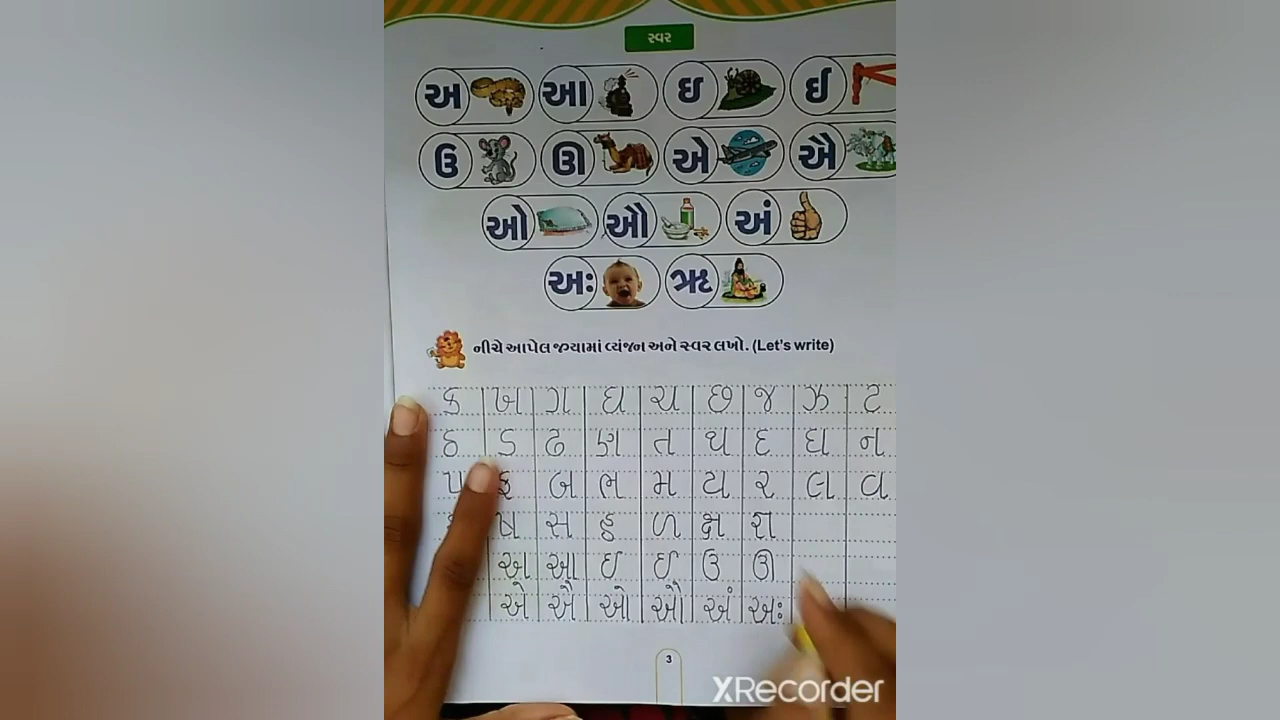 સ્વર
અ આ ઇ ઈ
ઉ ઊ એ ઐ
ઓ ઔ અં
અઃ ઋ
નીચે આપેલ જગ્યામાં વ્યંજન અને સ્વર લખો. (Let's write)
ક ખ ગ ઘ ચ છ જ ઝ ટ
ઠ ડ ઢ ણ ત થ દ ધ ન
પ ફ બ ભ મ ય ર લ વ
ષ સ હ ળ ક્ષ જ્ઞ
અ આ ઇ ઈ ઉ ઊ
એ ઐ ઓ ઔ અં અઃ
3
XRecorder